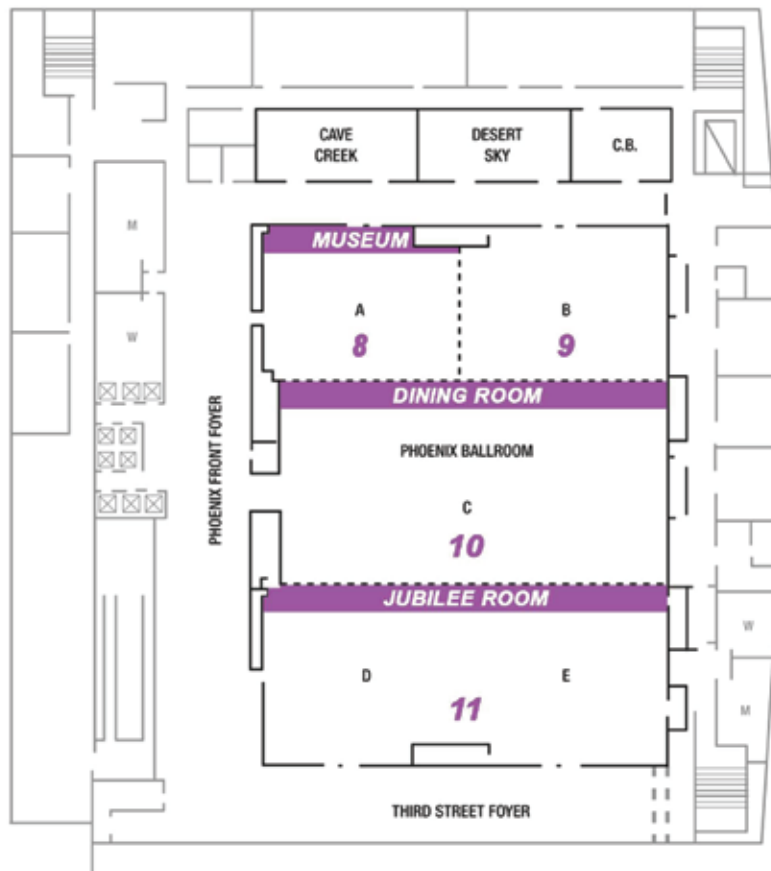 CAVE
CREEK
DESERT
SKY
C.B.
MUSEUM
M
A
B
8
9
W
DINING ROOM
PHOENIX FRONT FOYER
PHOENIX BALLROOM
C
10
JUBILEE ROOM
W
D
E
11
M
THIRD STREET FOYER